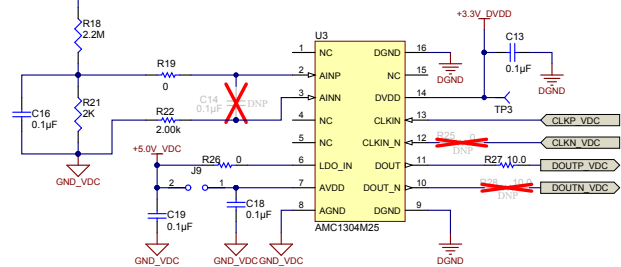 R18
2.2M
C16
0.1µF
R21
2K
GND_VDC
R19
0
R22
2.00k
C14
0.1µF
DNP
+5.0V_VDC
R26
0
J9
2
1
C19
0.1µF
GND_VDC
C18
0.1µF
GND_VDC
GND_VDC
U3
1
NC
2
AINP
3
AINN
4
NC
5
NC
6
LDO_IN
7
AVDD
8
AGND
DGND
16
NC
15
DVDD
14
CLKIN
13
CLKIN_N
12
DOUT
11
DOUT_N
10
DGND
9
AMC1304M25
DGND
+3.3V_DVDD
C13
0.1µF
DGND
TP3
CLKP_VDC
R25
0
DNP
CLKN_VDC
R27
10.0
DOUTP_VDC
R28
10.0
DNP
DOUTN_VDC
DGND